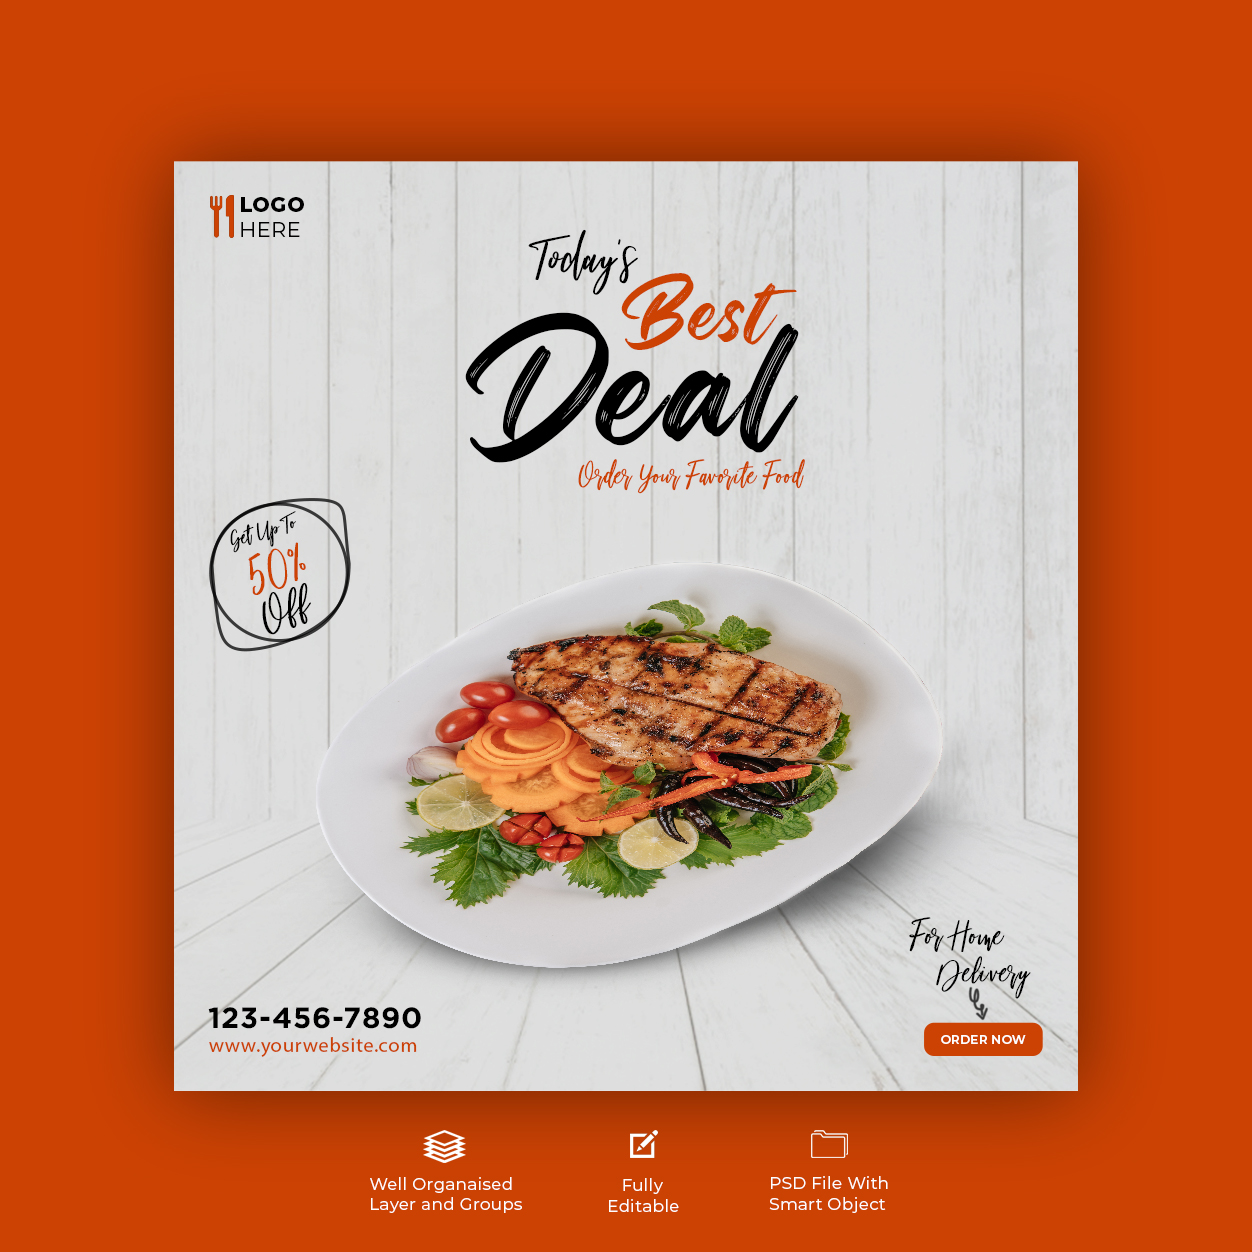 LOGO
HERE
Today's
Best
Deal
Order Your Favorite Food
Get Up To
50%
Off
For Home
Delivery
ORDER NOW
123-456-7890
www.yourwebsite.com
Well Organaised
Layer and Groups
Fully
Editable
PSD File With
Smart Object